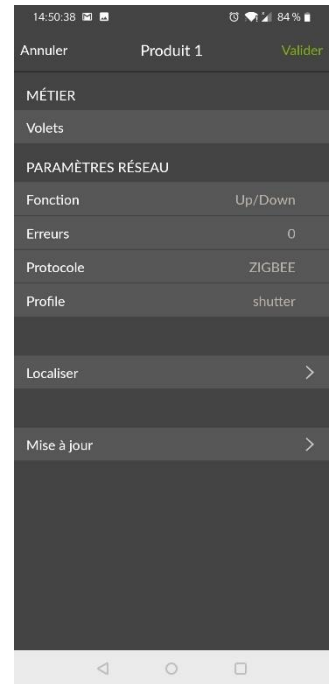 14:50:38 84 %
Annuler Produit 1 Valider
MÉTIER
Volets
PARAMÈTRES RÉSEAU
Fonction Up/Down
Erreurs 0
Protocole ZIGBEE
Profile shutter
Localiser
Mise à jour